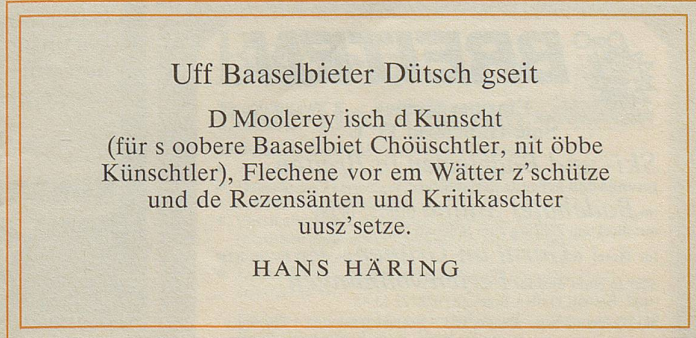 Uff Baaselbieter Dütsch gseit
D Moolerey isch d Kunscht
(für s oobere Baaselbiet Chöüschtler, nit öbbe
Künschtler), Flechene vor em Wätter z'schütze
und de Rezensänten und Kritikaschter
uusz'setze.
HANS HÄRING